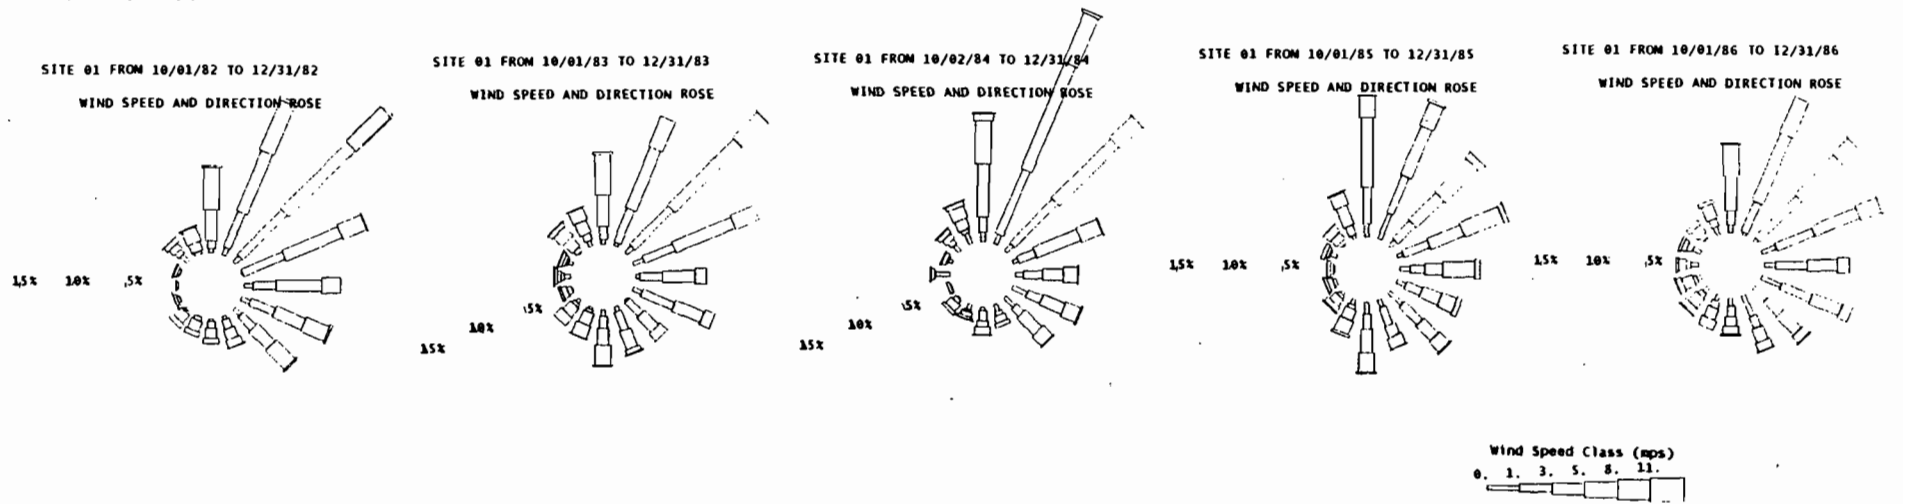 SITE 01 FROM 10/01/82 TO 12/31/82
WIND SPEED AND DIRECTION ROSE
15% 10% .5%
SITE 01 FROM 10/01/83 TO 12/31/83
WIND SPEED AND DIRECTION ROSE
.5%
10%
15%
SITE 01 FROM 10/02/84 TO 12/31/84
WIND SPEED AND DIRECTION ROSE
.5%
10%
15%
SITE 01 FROM 10/01/85 TO 12/31/85
WIND SPEED AND DIRECTION ROSE
15% 10% .5%
SITE 01 FROM 10/01/86 TO 12/31/86
WIND SPEED AND DIRECTION ROSE
15% 10% .5%
Wind Speed Class (mps)
0. 1. 3. 5. 8. 11.